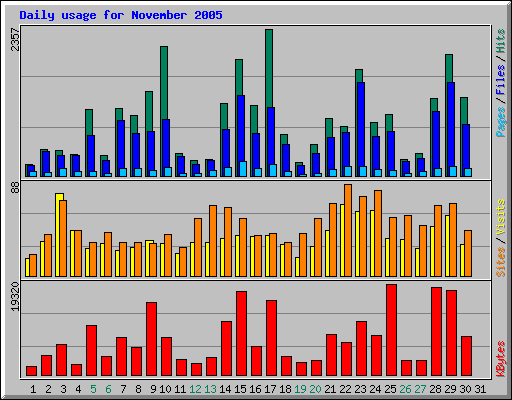 Daily usage for November 2005
2357
Pages/Files/Hits
88
Sites/Visits
19320
KBytes
1 2 3 4 5 6 7 8 9 10 11 12 13 14 15 16 17 18 19 20 21 22 23 24 25 26 27 28 29 30 31